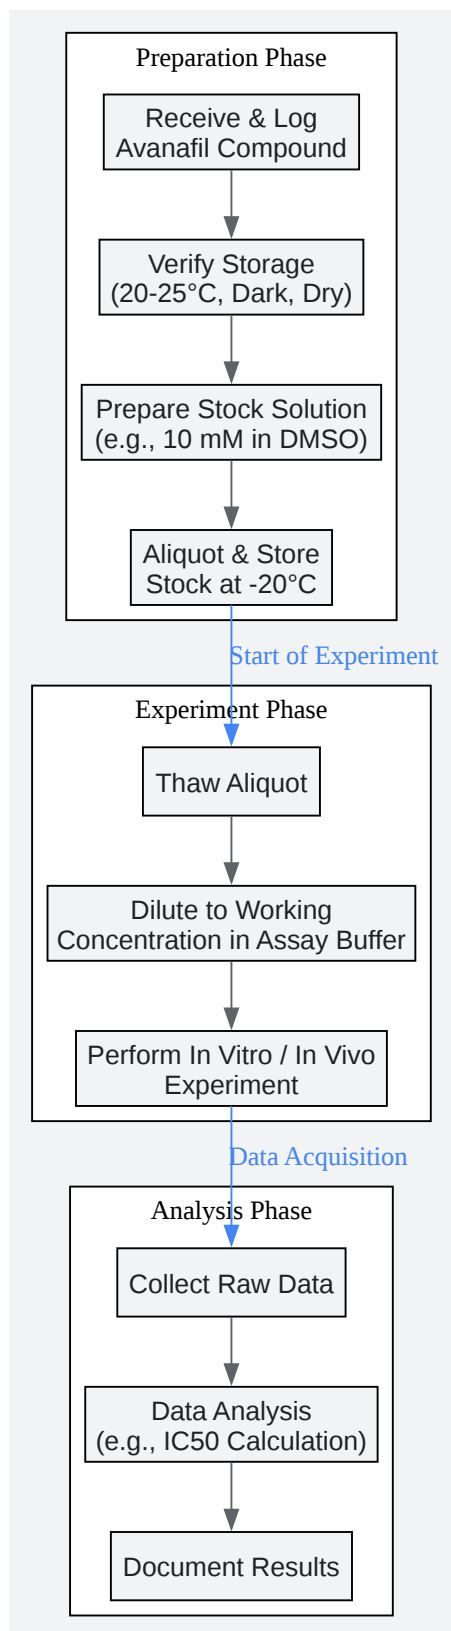 Preparation Phase
Receive & Log
Avanafil Compound
Verify Storage
(20-25°C, Dark, Dry)
Prepare Stock Solution
(e.g., 10 mM in DMSO)
Aliquot & Store
Stock at -20°C
Start of Experiment
Experiment Phase
Thaw Aliquot
Dilute to Working
Concentration in Assay Buffer
Perform In Vitro / In Vivo
Experiment
Data Acquisition
Analysis Phase
Collect Raw Data
Data Analysis
(e.g., IC50 Calculation)
Document Results